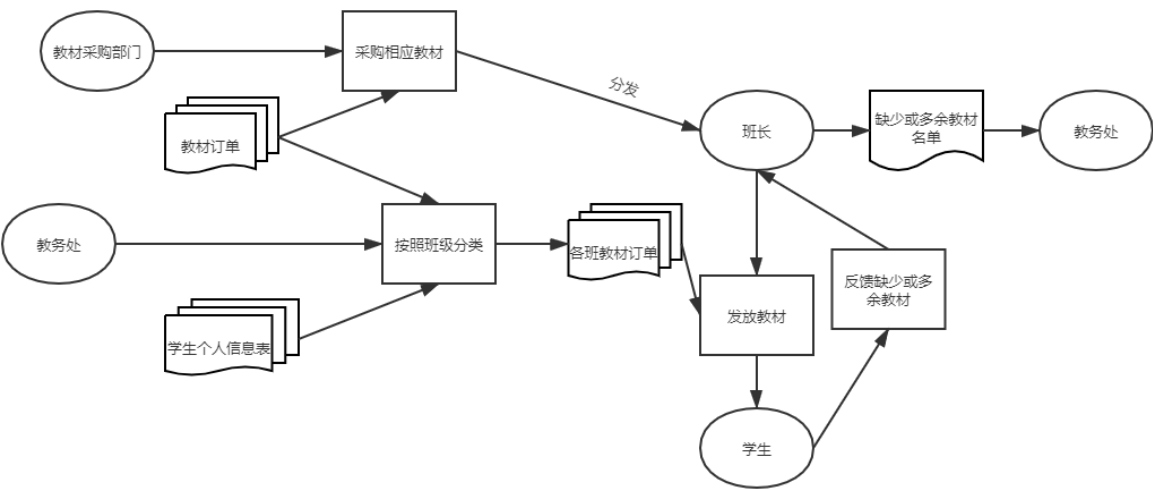 教材采购部门
采购相应教材
分发
教材订单
班长
缺少或多余教材
名单
教务处
教务处
按照班级分类
各班教材订单
学生个人信息表
发放教材
反馈缺少或多
余教材
学生